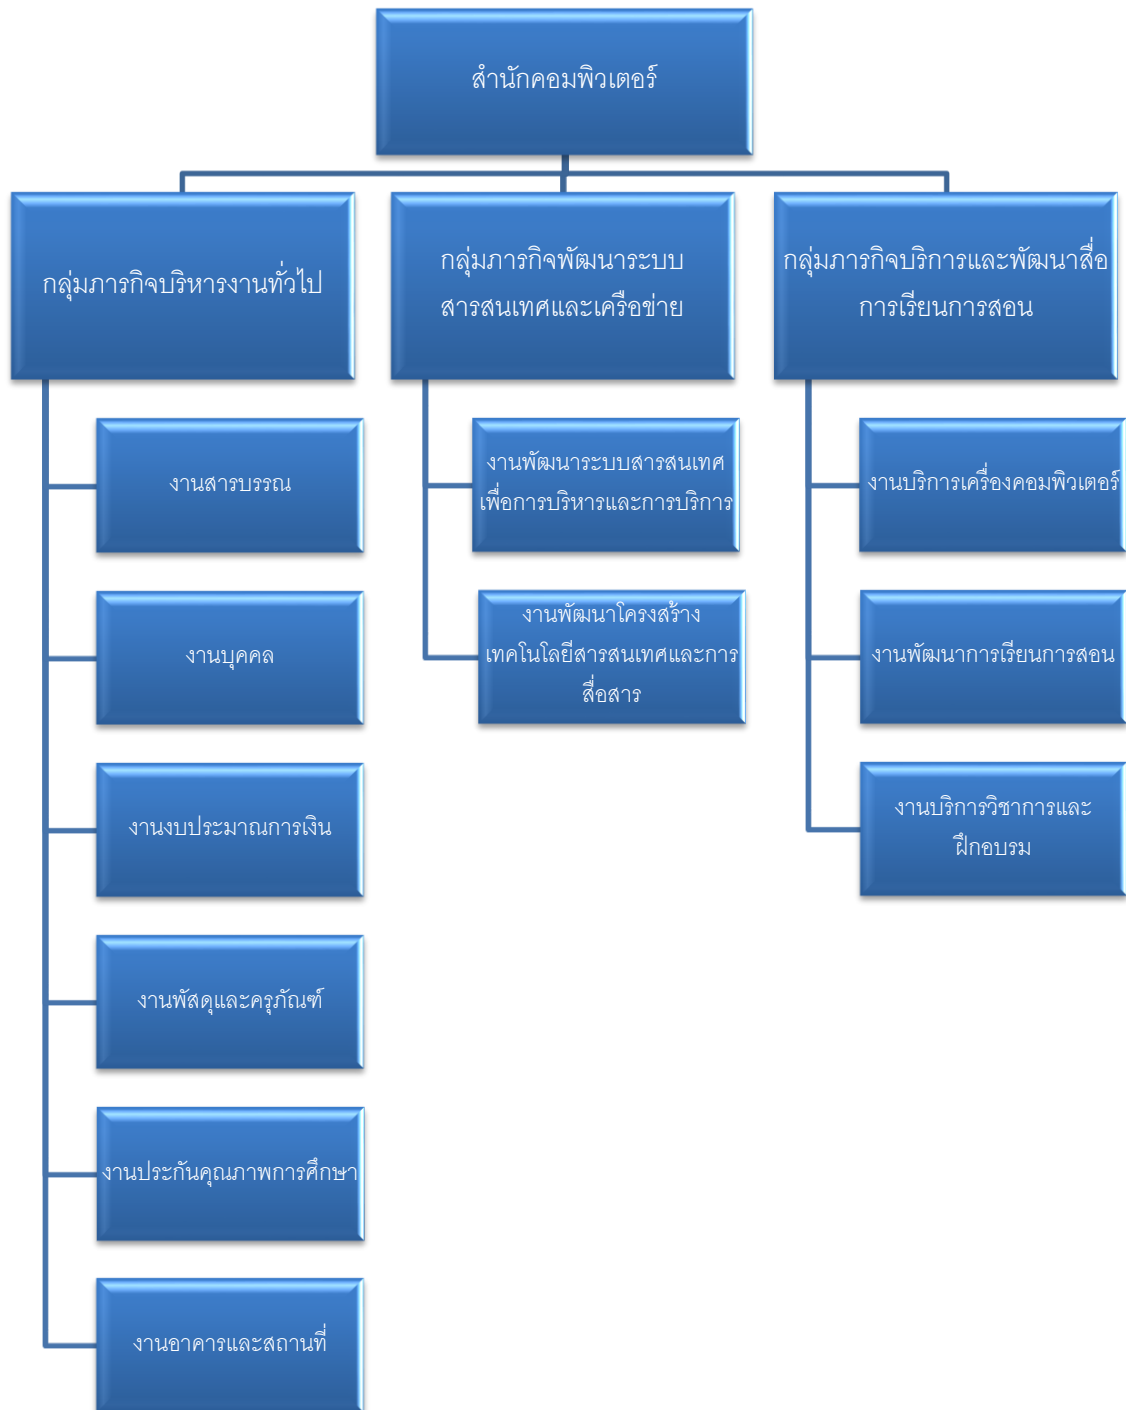 สำนักคอมพิวเตอร์
กลุ่มภารกิจบริหารงานทั่วไป
งานสารบรรณ
งานบุคคล
งานงบประมาณการเงิน
งานพัสดุและครุภัณฑ์
งานประกันคุณภาพการศึกษา
งานอาคารและสถานที่
กลุ่มภารกิจพัฒนาระบบ
สารสนเทศและเครือข่าย
งานพัฒนาระบบสารสนเทศ
เพื่อการบริหารและการบริการ
งานพัฒนาโครงสร้าง
เทคโนโลยีสารสนเทศและการ
สื่อสาร
กลุ่มภารกิจบริการและพัฒนาสื่อ
การเรียนการสอน
งานบริการเครื่องคอมพิวเตอร์
งานพัฒนาการเรียนการสอน
งานบริการวิชาการและ
ฝึกอบรม